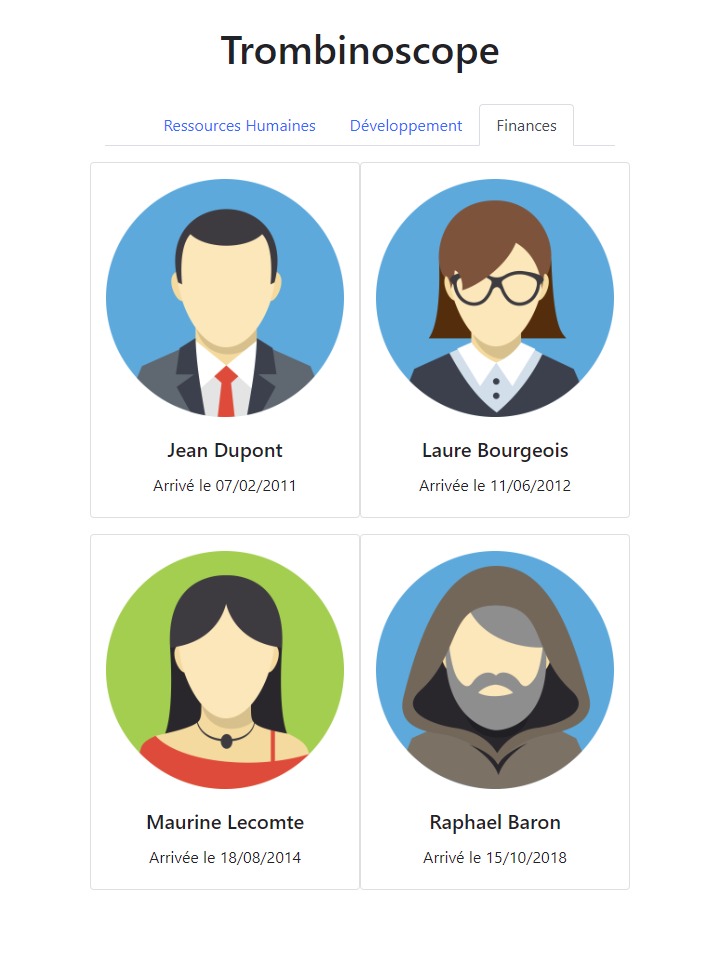 Trombinoscope
Ressources Humaines Développement Finances
Jean Dupont
Arrivé le 07/02/2011
Laure Bourgeois
Arrivée le 11/06/2012
Maurine Lecomte
Arrivée le 18/08/2014
Raphael Baron
Arrivé le 15/10/2018